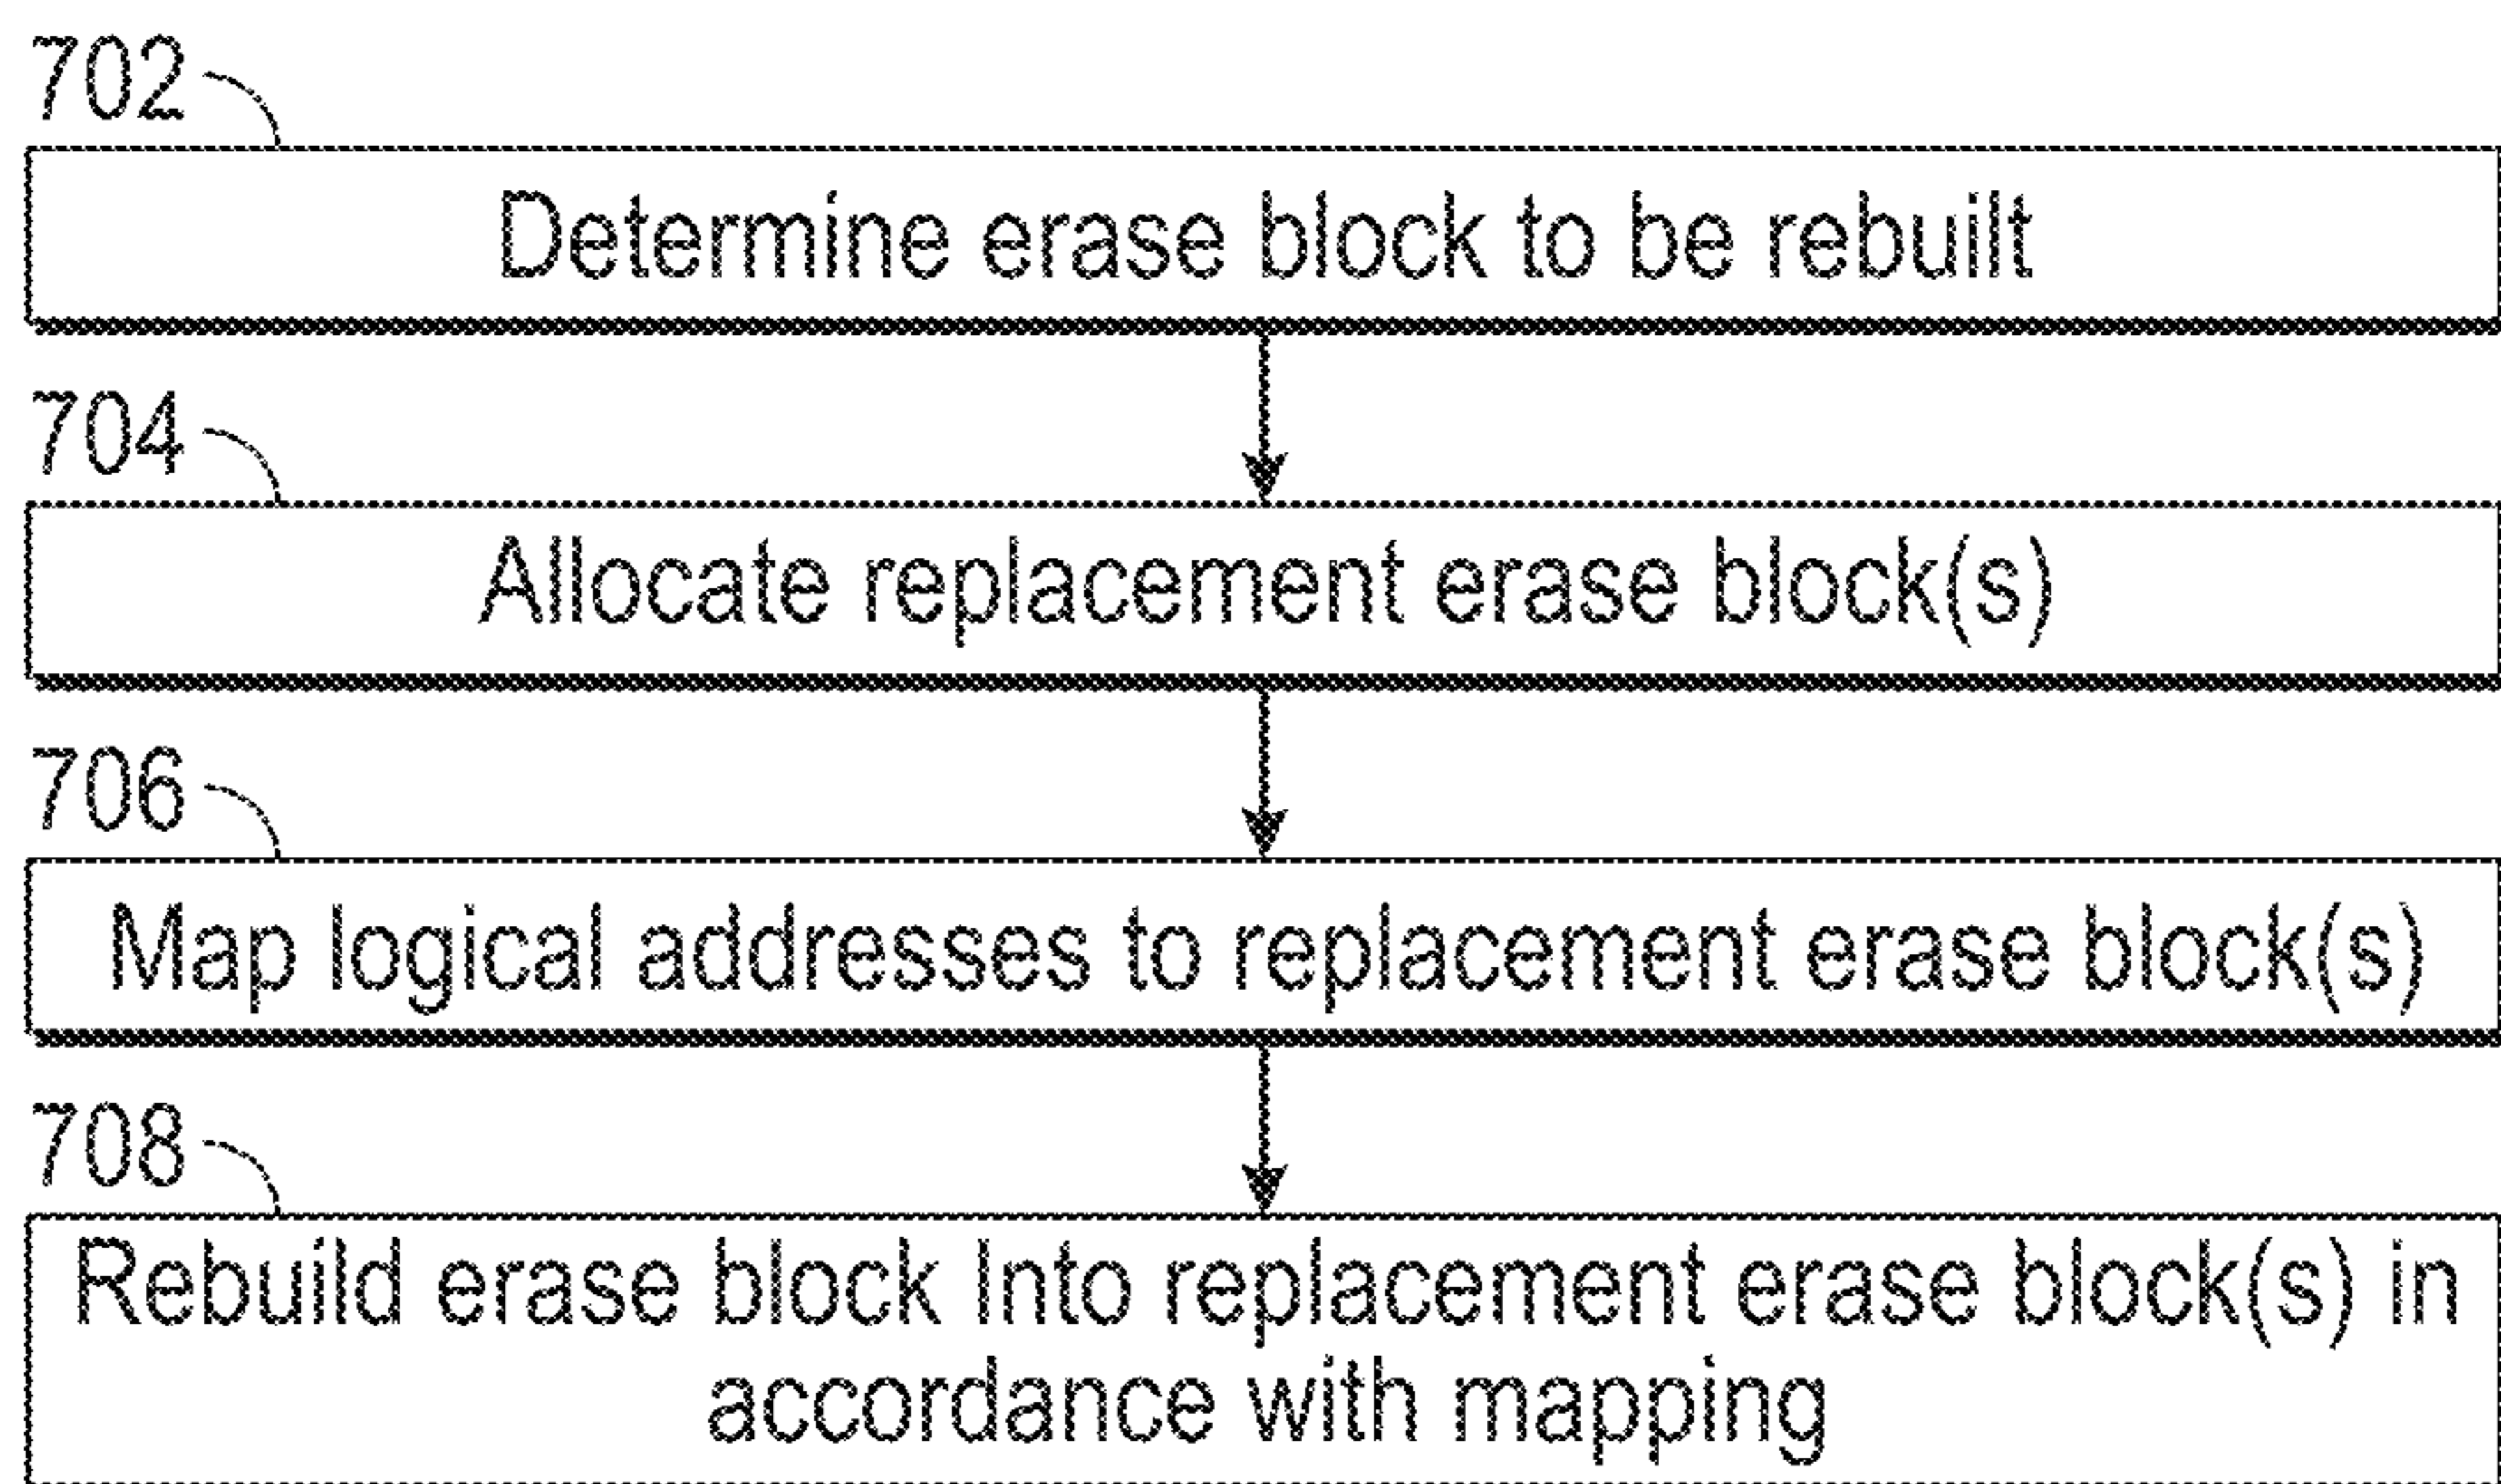 702
Determine erase block to be rebuilt
704
Allocate replacement erase block(s)
706
Map logical addresses to replacement erase block(s)
708
Rebuild erase block Into replacement erase block(s) in
accordance with mapping